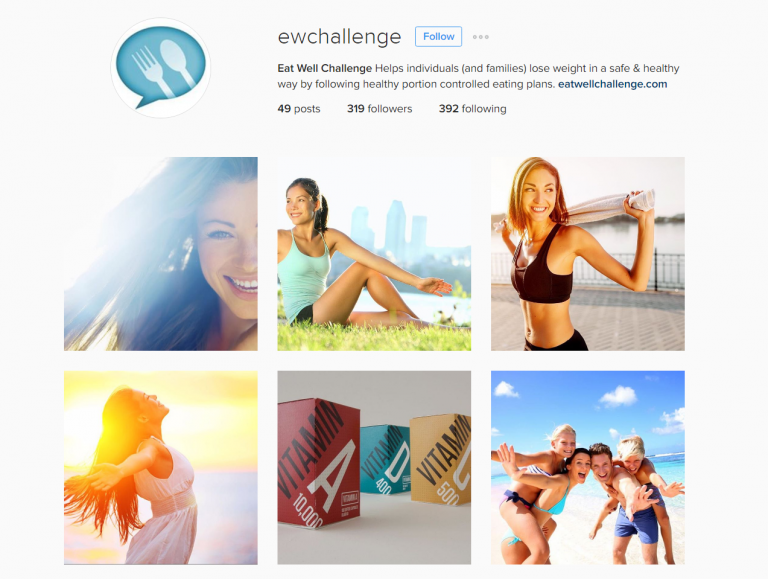 ewchallenge Follow
Eat Well Challenge Helps individuals (and families) lose weight in a safe & healthy
way by following healthy portion controlled eating plans. eatwellchallenge.com
49 posts 319 followers 392 following
VITAMIN
A
10,000
VITAMIN
D
400
VITAMIN
C
500